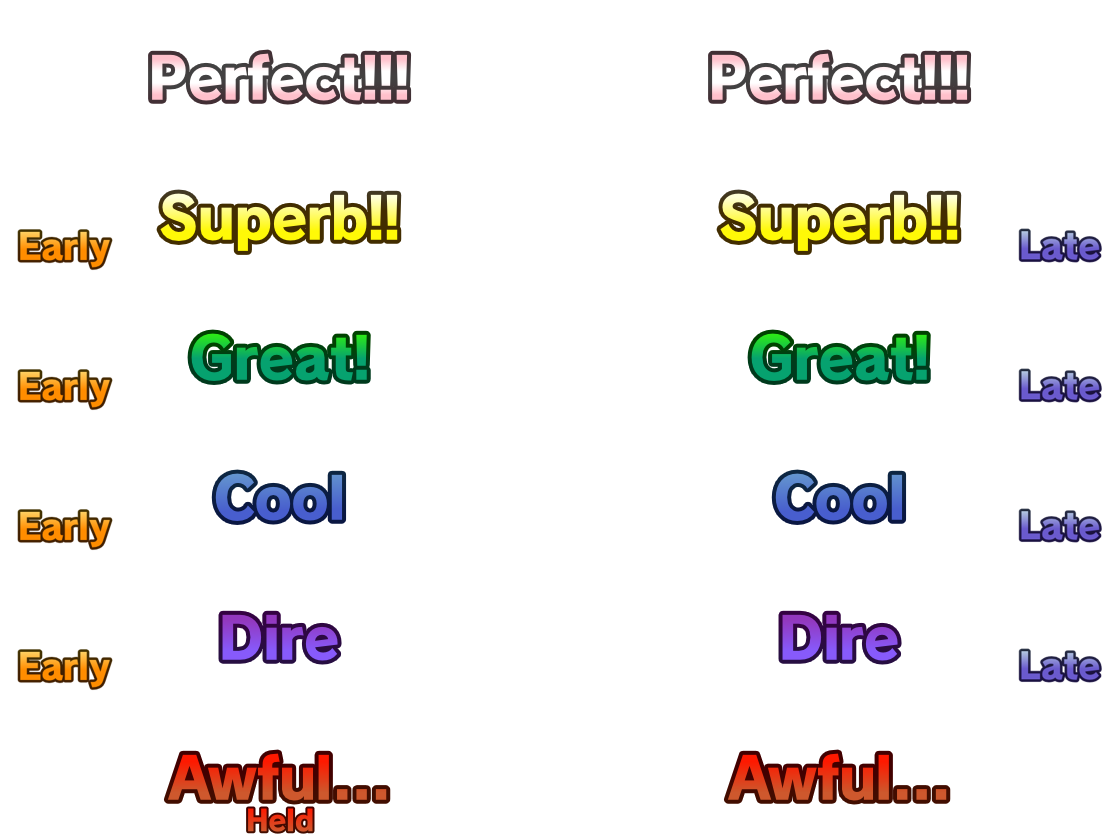 Perfect!!! Perfect!!!
Early Superb!! Superb!! Late
Early Great! Great! Late
Early Cool Cool Late
Early Dire Dire Late
Awful... Awful...
Held